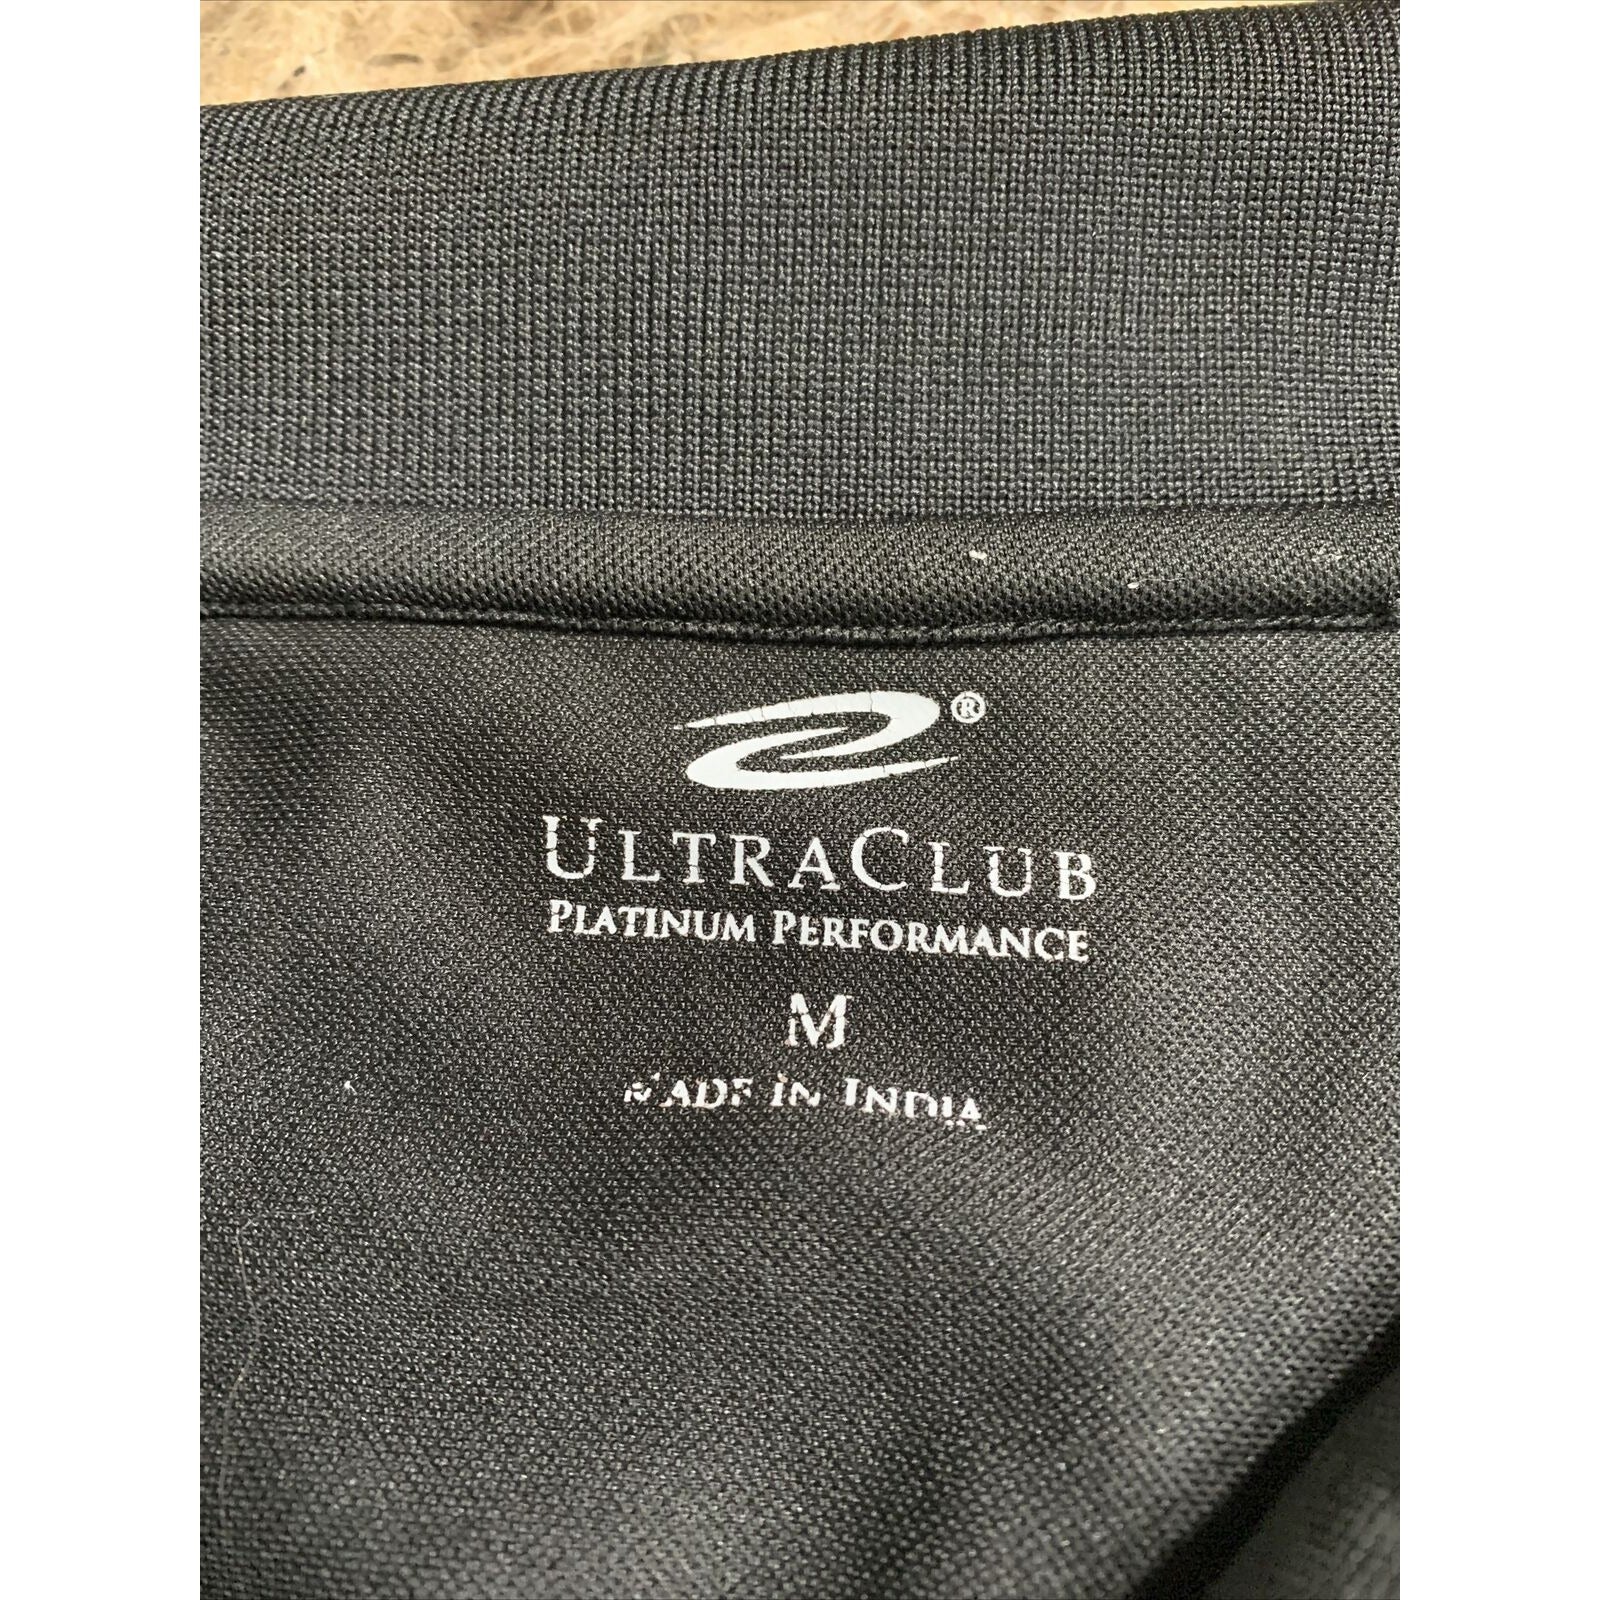 ®
ULTRACLUB
PLATINUM PERFORMANCE
M
MADE IN INDIA